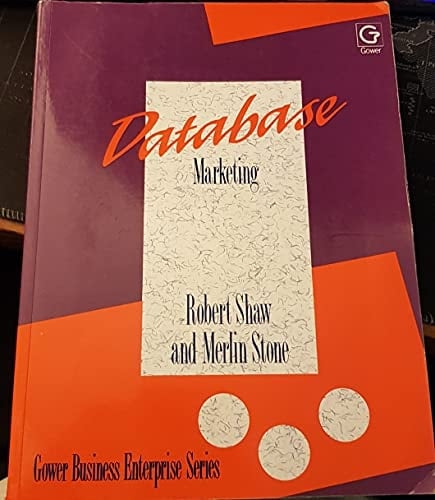 G
Gower
Database
Marketing
Robert Shaw
and Merlin Stone
Gower Business Enterprise Series